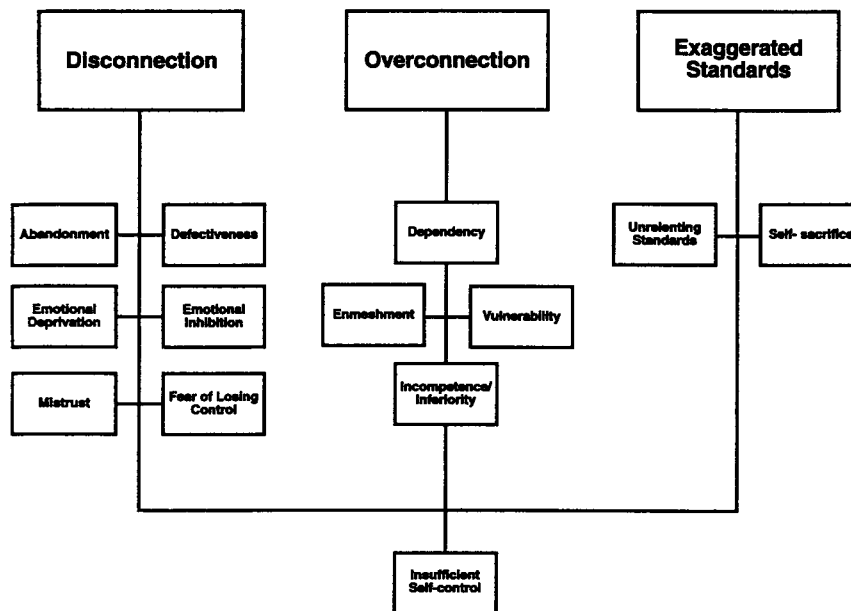 Disconnection
Overconnection
Exaggerated
Standards
Abandonment
Defectiveness
Dependency
Unrelenting
Standards
Self- sacrifice
Emotional
Deprivation
Emotional
Inhibition
Enmeshment
Vulnerability
Mistrust
Fear of Losing
Control
Incompetence/
Inferiority
Insufficient
Self-control